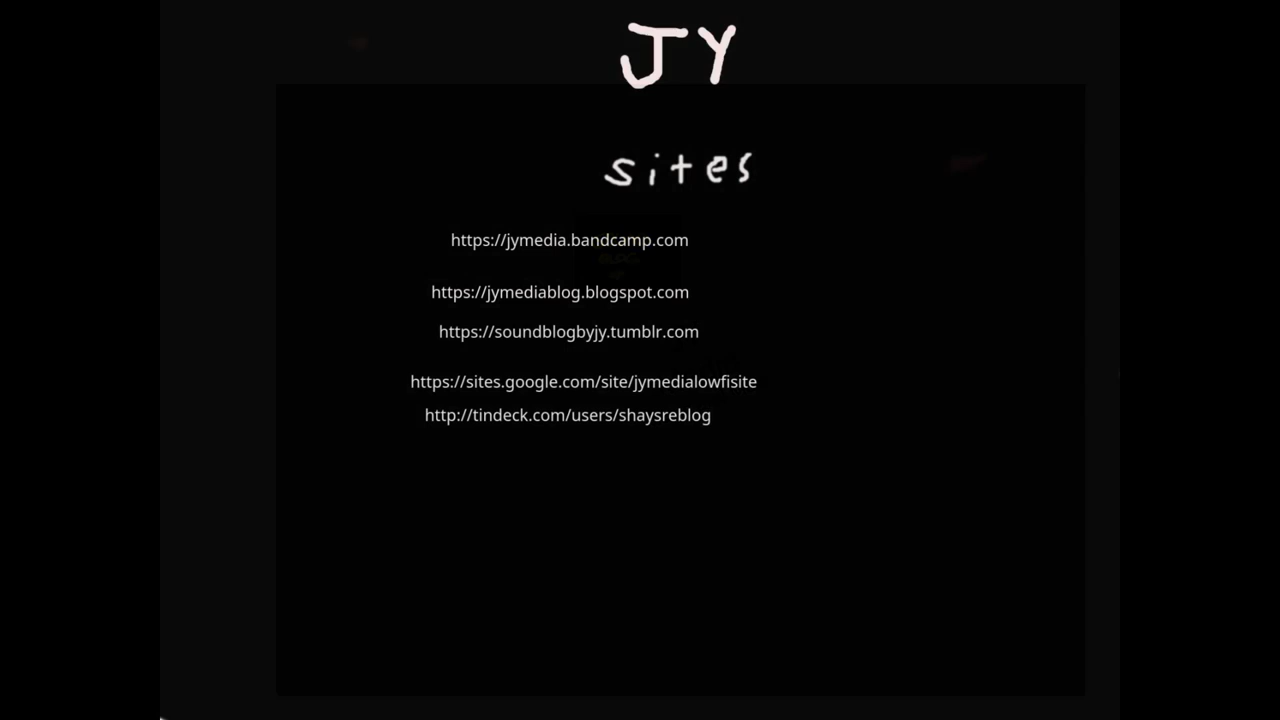 JY
sites
https://jymedia.bandcamp.com
https://jymediablog.blogspot.com
https://soundblogbyjy.tumblr.com
https://sites.google.com/site/jymedialowfisite
http://tindeck.com/users/shaysreblog